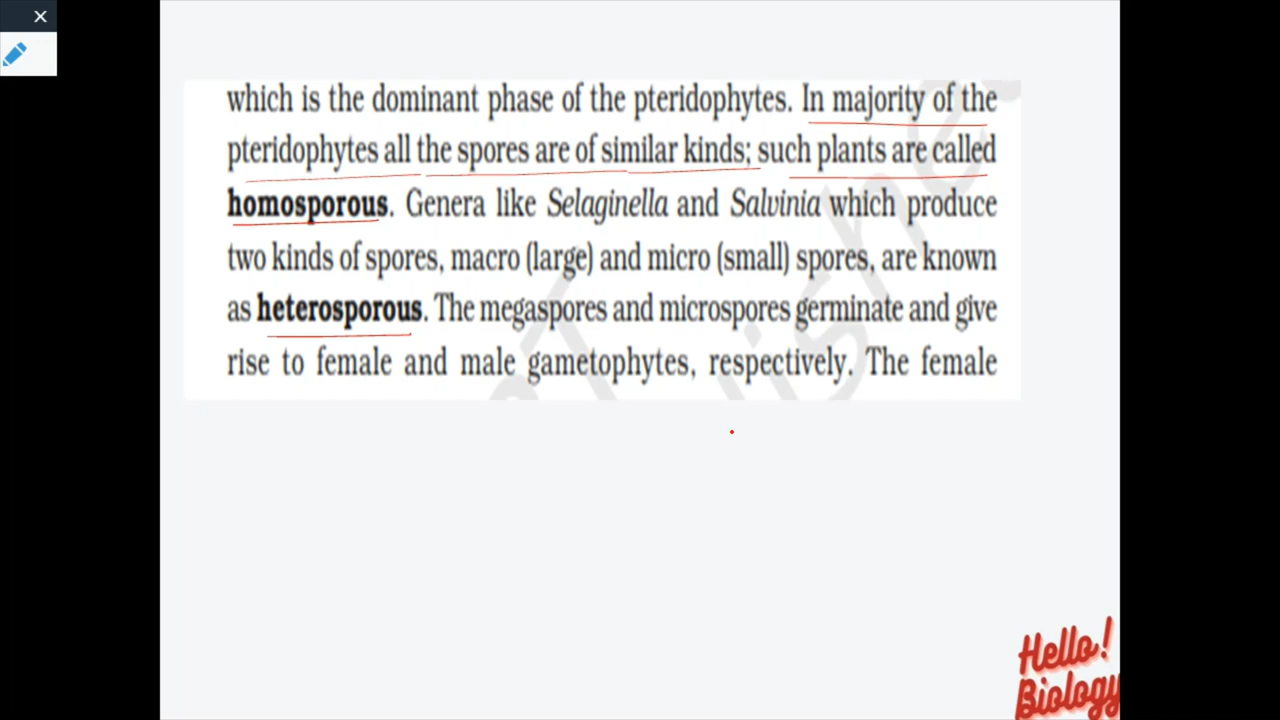 which is the dominant phase of the pteridophytes. In majority of the
pteridophytes all the spores are of similar kinds; such plants are called
homosporous. Genera like Selaginella and Salvinia which produce
two kinds of spores, macro (large) and micro (small) spores, are known
as heterosporous. The megaspores and microspores germinate and give
rise to female and male gametophytes, respectively. The female
Hello!
Biology